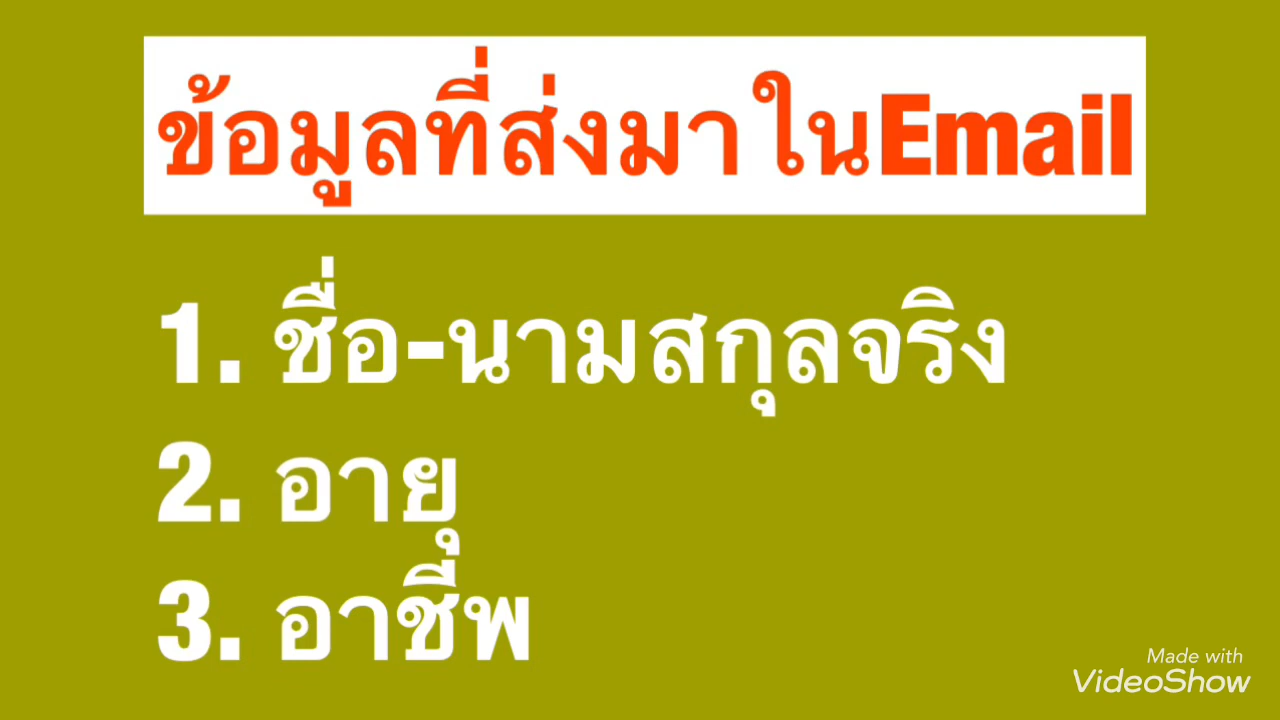 ข้อมูลที่ส่งมาในEmail
1. ชื่อ-นามสกุลจริง
2. อายุ
3. อาชีพ
Made with
VideoShow